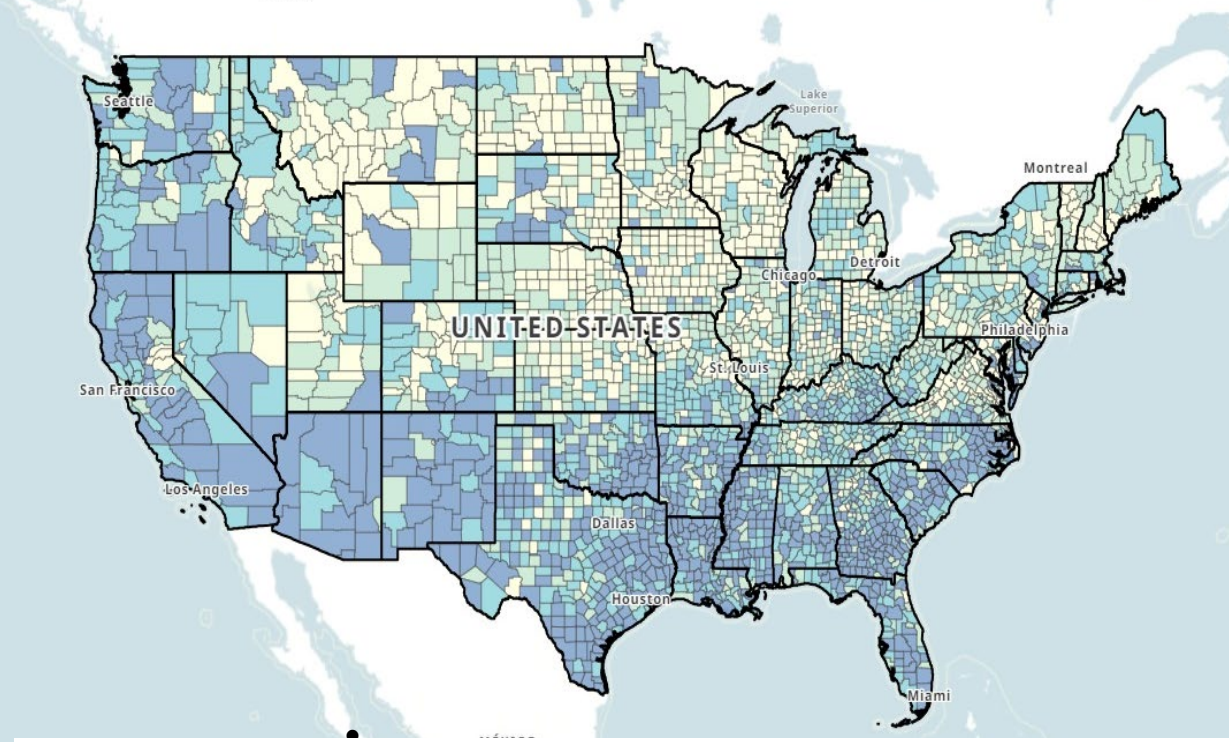 Seattle
Lake
Superior
Montreal
Detroit
Chicago
UNITED STATES
Philadelphia
St. Louis
San Francisco
Los Angeles
Dallas
Houston
Miami